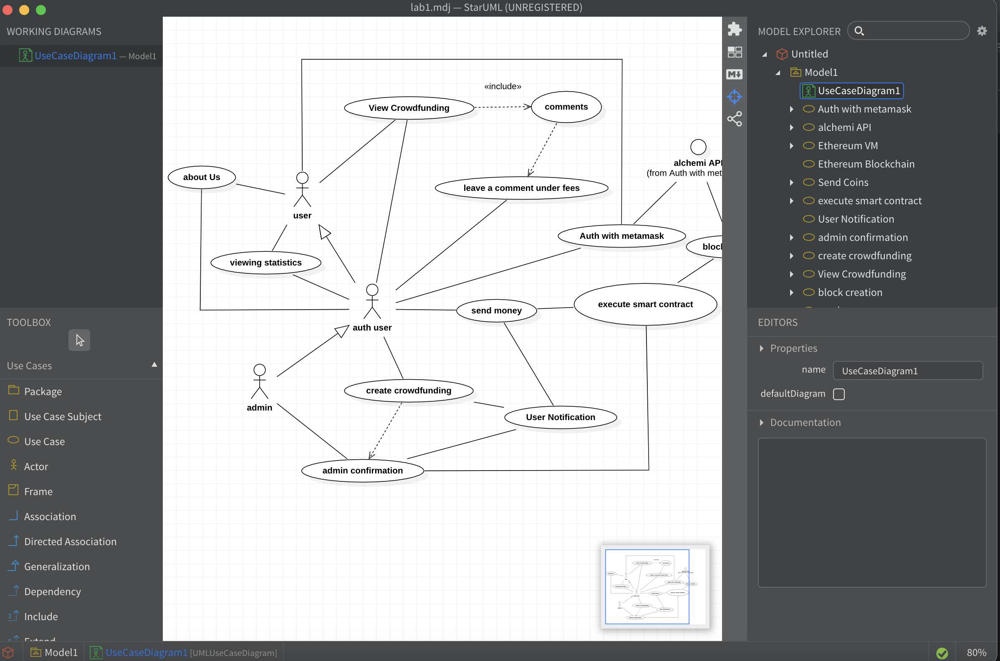 lab1.mdj — StarUML (UNREGISTERED)
WORKING DIAGRAMS
UseCaseDiagram1 — Model1
TOOLBOX
Use Cases
Package
Use Case Subject
Use Case
Actor
Frame
Association
Directed Association
Generalization
Dependency
Include
Extend
«include»
View Crowdfunding
comments
alchemi API
(from Auth with met
about Us
leave a comment under fees
user
Auth with metamask
bloc
viewing statistics
execute smart contract
send money
auth user
create crowdfunding
admin
User Notification
admin confirmation
MODEL EXPLORER
Untitled
Model1
UseCaseDiagram1
Auth with metamask
alchemi API
Ethereum VM
Ethereum Blockchain
Send Coins
execute smart contract
User Notification
admin confirmation
create crowdfunding
View Crowdfunding
block creation
EDITORS
Properties
name UseCaseDiagram1
defaultDiagram
Documentation
Model1 UseCaseDiagram1 [UMLUseCaseDiagram]
80%